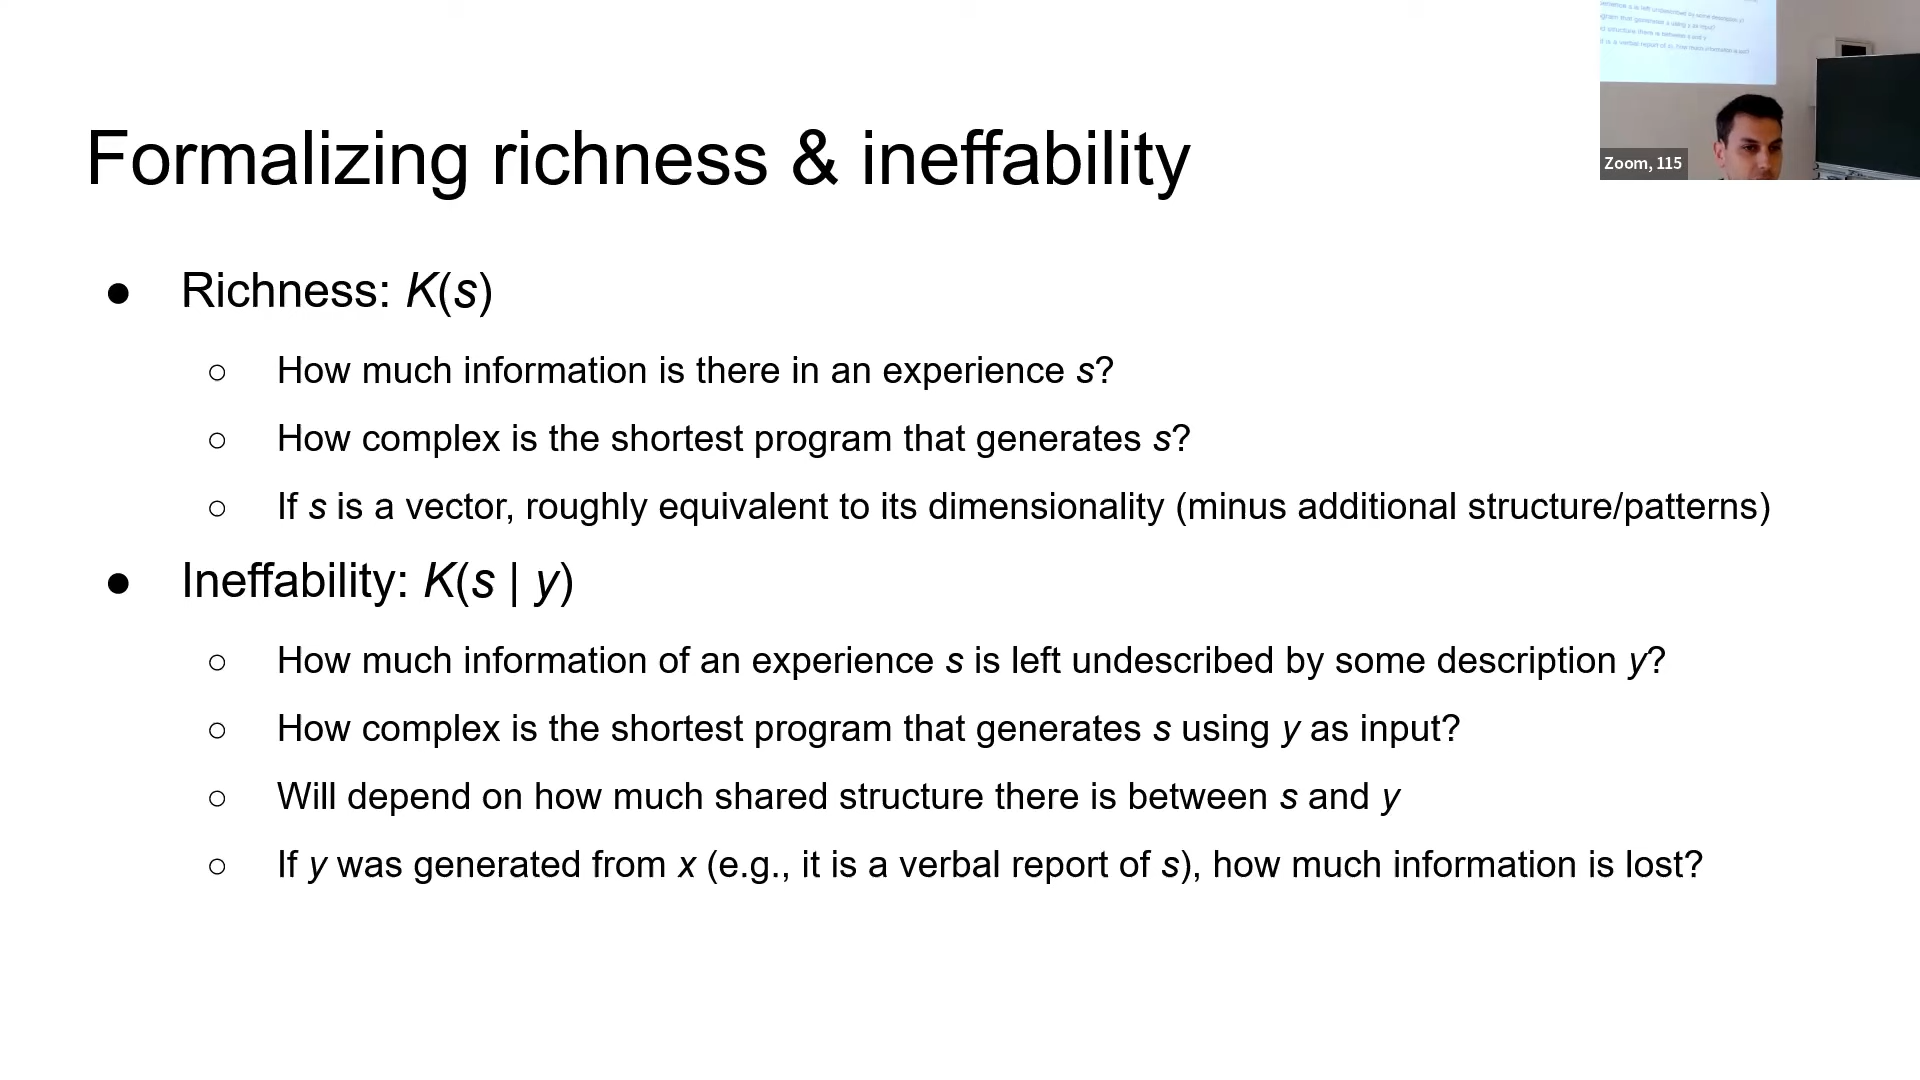 Formalizing richness & ineffability
● Richness: K(s)
○ How much information is there in an experience s?
○ How complex is the shortest program that generates s?
○ If s is a vector, roughly equivalent to its dimensionality (minus additional structure/patterns)
● Ineffability: K(s | y)
○ How much information of an experience s is left undescribed by some description y?
○ How complex is the shortest program that generates s using y as input?
○ Will depend on how much shared structure there is between s and y
○ If y was generated from x (e.g., it is a verbal report of s), how much information is lost?
Zoom, 115